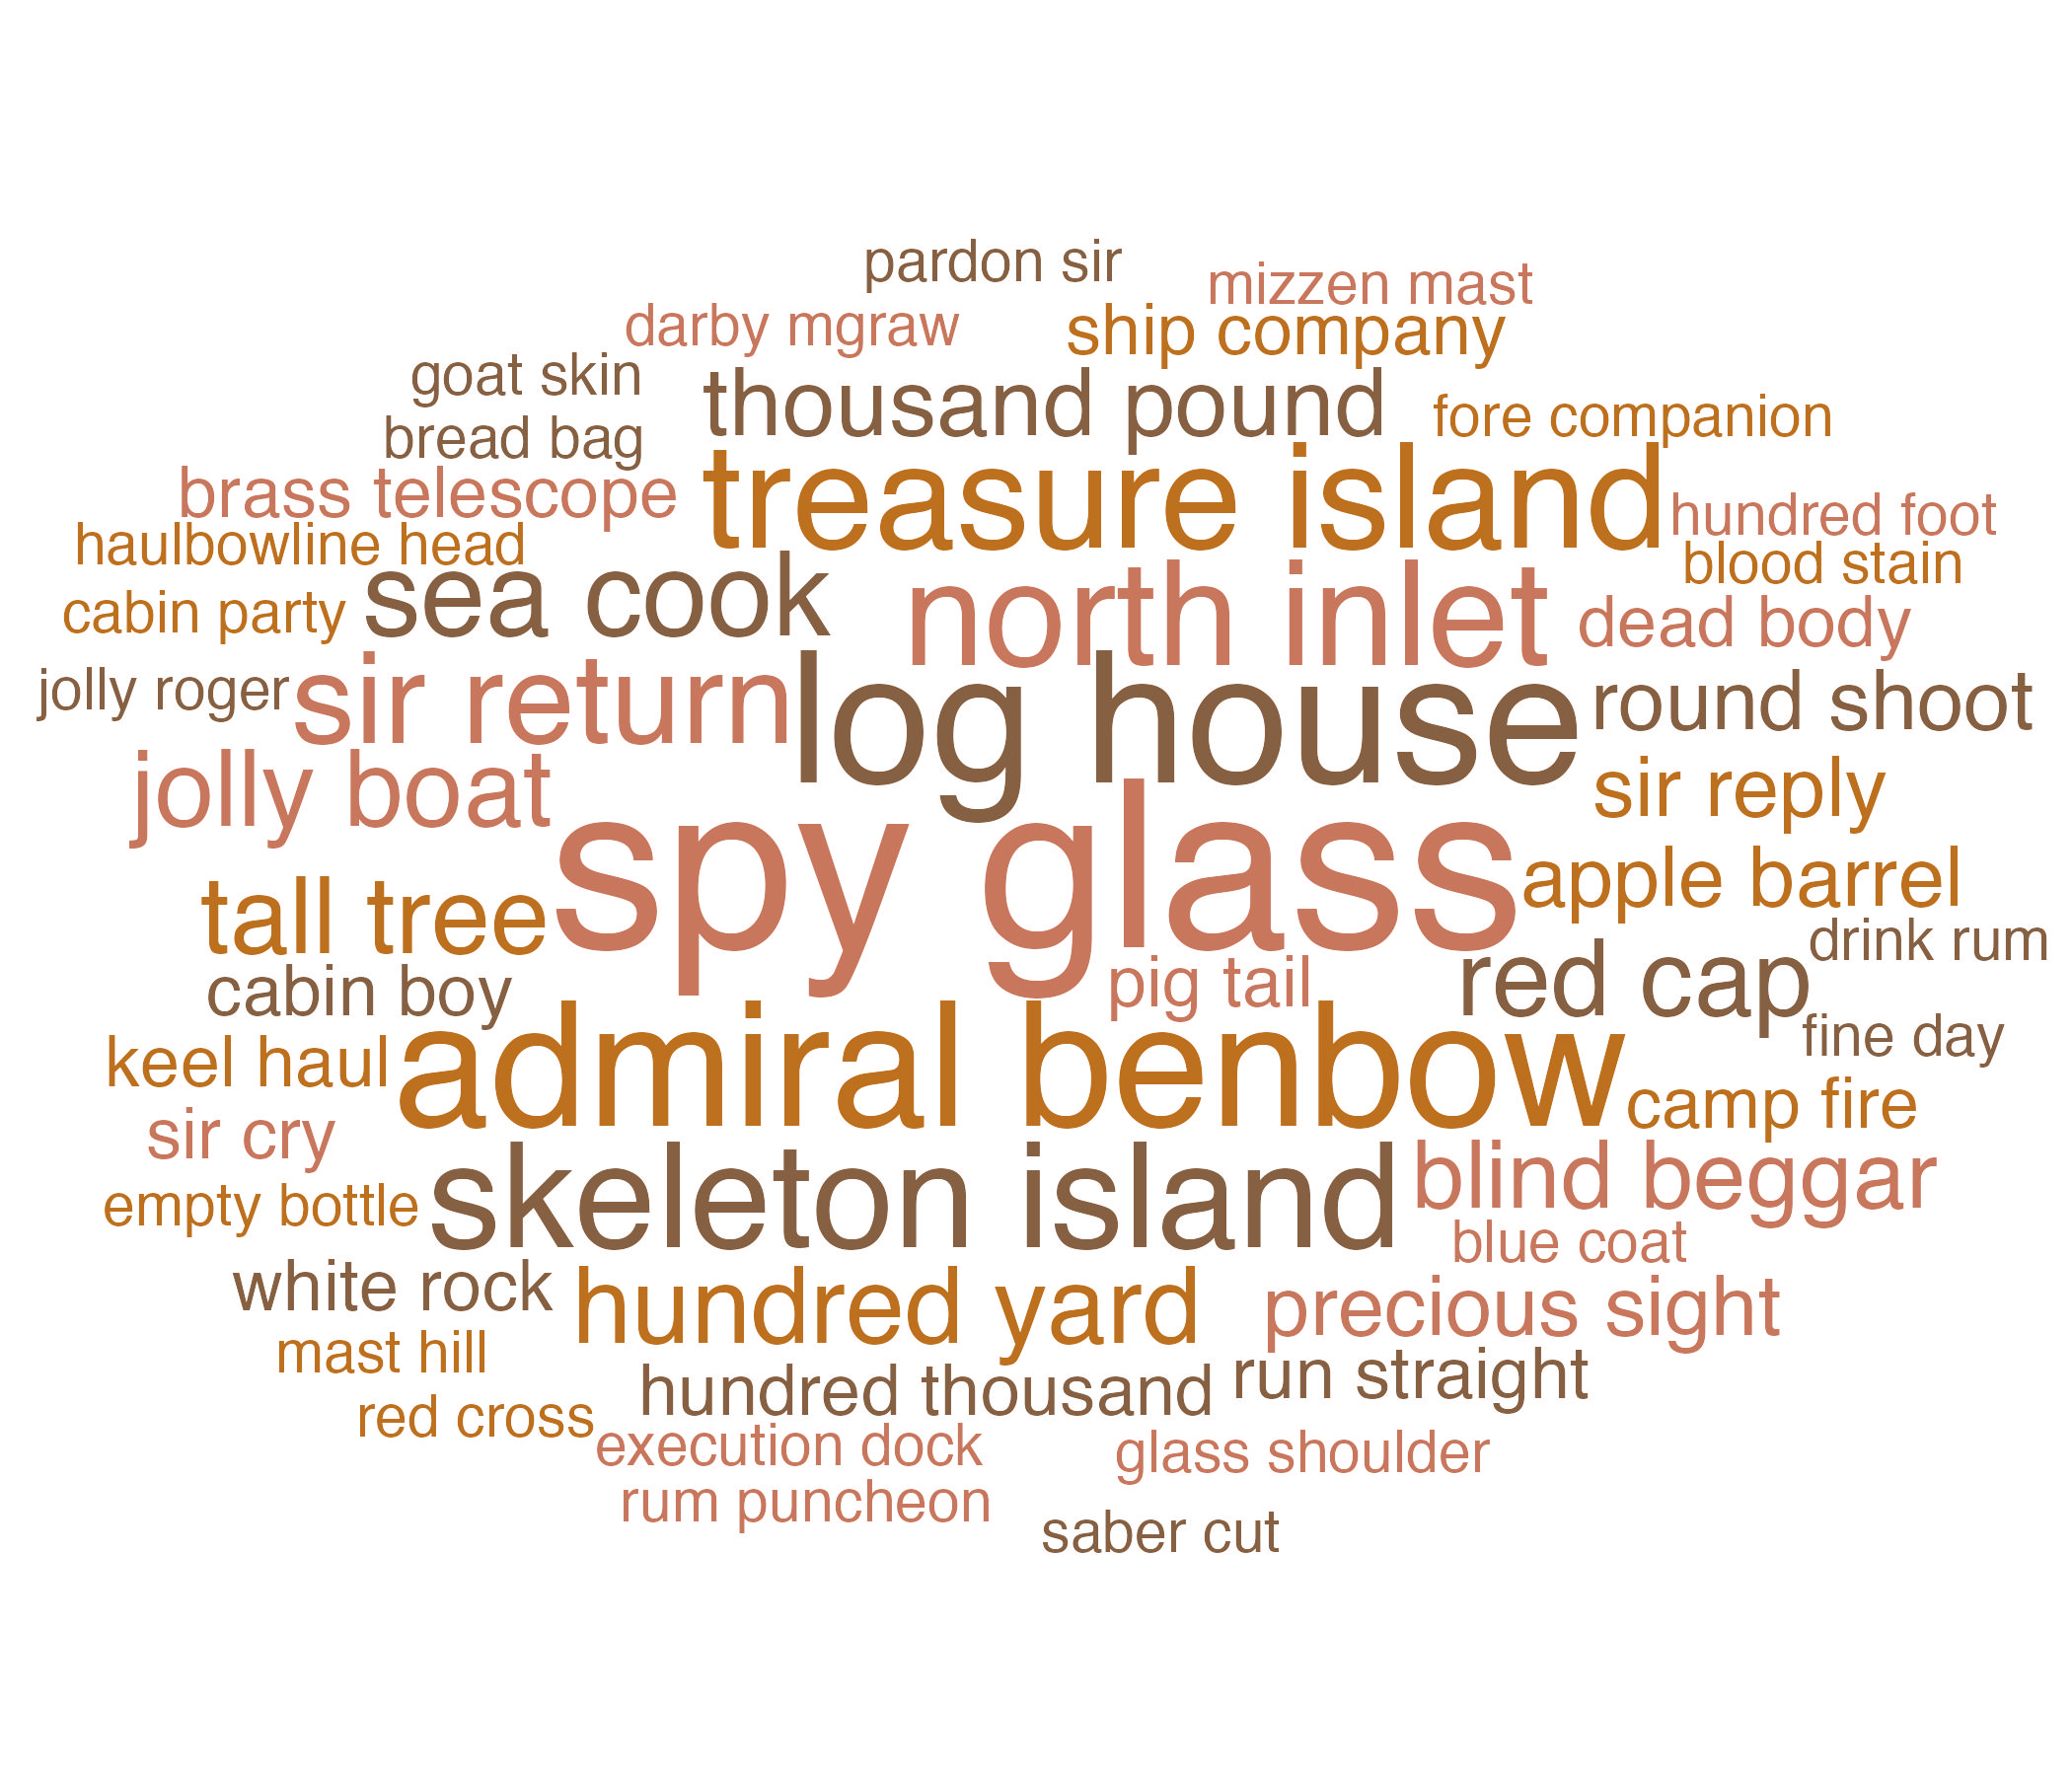 pardon sir
mizzen mast
darby mgraw
ship company
goat skin
thousand pound
fore companion
bread bag
brass telescope
treasure island
hundred foot
haulbowline head
blood stain
cabin party
sea cook
north inlet
dead body
jolly roger
sir return
log house
round shoot
jolly boat
sir reply
spy glass
apple barrel
tall tree
drink rum
cabin boy
pig tail
red cap
fine day
keel haul
admiral benbow
camp fire
sir cry
skeleton island
blind beggar
empty bottle
blue coat
white rock
hundred yard
precious sight
mast hill
hundred thousand
run straight
red cross
execution dock
glass shoulder
rum puncheon
saber cut